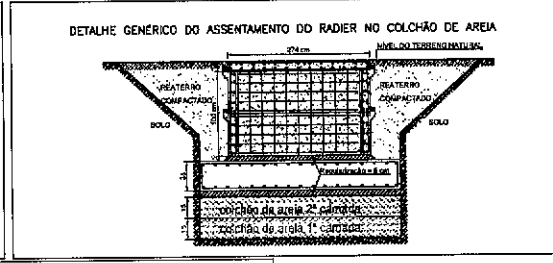 DETALHE GENÉRICO DO ASSENTAMENTO DO RADIER NO COLCHÃO DE AREIA
274 cm
NÍVEL DO TERRENO NATURAL
REATERRO
COMPACTADO
REATERRO
COMPACTADO
SOLO
SOLO
Regularização = 5 cm
colchão de areia 2ª camada
colchão de areia 1ª camada